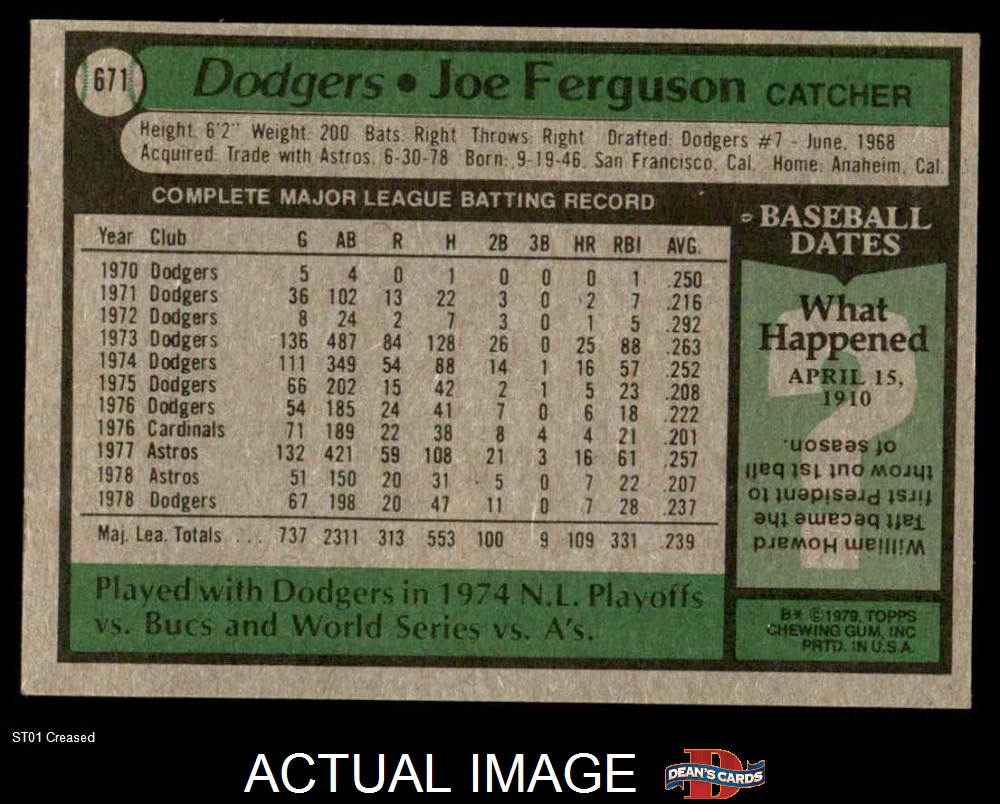 671 Dodgers • Joe Ferguson CATCHER
Height: 6'2" Weight: 200 Bats: Right Throws: Right Drafted: Dodgers #7 - June, 1968
Acquired: Trade with Astros, 6-30-78 Born: 9-19-46, San Francisco, Cal. Home: Anaheim, Cal.
COMPLETE MAJOR LEAGUE BATTING RECORD
Year Club G AB R H 2B 3B HR RBI AVG.
1970 Dodgers 5 4 0 1 0 0 0 1 .250
1971 Dodgers 36 102 13 22 3 0 2 7 .216
1972 Dodgers 8 24 2 7 3 0 1 5 .292
1973 Dodgers 136 487 84 128 26 0 25 88 .263
1974 Dodgers 111 349 54 88 14 1 16 57 .252
1975 Dodgers 66 202 15 42 2 1 5 23 .208
1976 Dodgers 54 185 24 41 7 0 6 18 .222
1976 Cardinals 71 189 22 38 8 4 4 21 .201
1977 Astros 132 421 59 108 21 3 16 61 .257
1978 Astros 51 150 20 31 5 0 7 22 .207
1978 Dodgers 67 198 20 47 11 0 7 28 .237
Maj. Lea. Totals ... 737 2311 313 553 100 9 109 331 .239
Played with Dodgers in 1974 N.L. Playoffs
vs. Bucs and World Series vs. A's.
BASEBALL
DATES
What
Happened
APRIL 15,
1910
?
William Howard
Taft became the
first President to
throw out 1st ball
of season.
B* ©1979, TOPPS
CHEWING GUM, INC
PRTD. IN U.S.A.
ST01 Creased
ACTUAL IMAGE
D
DEAN'S CARDS